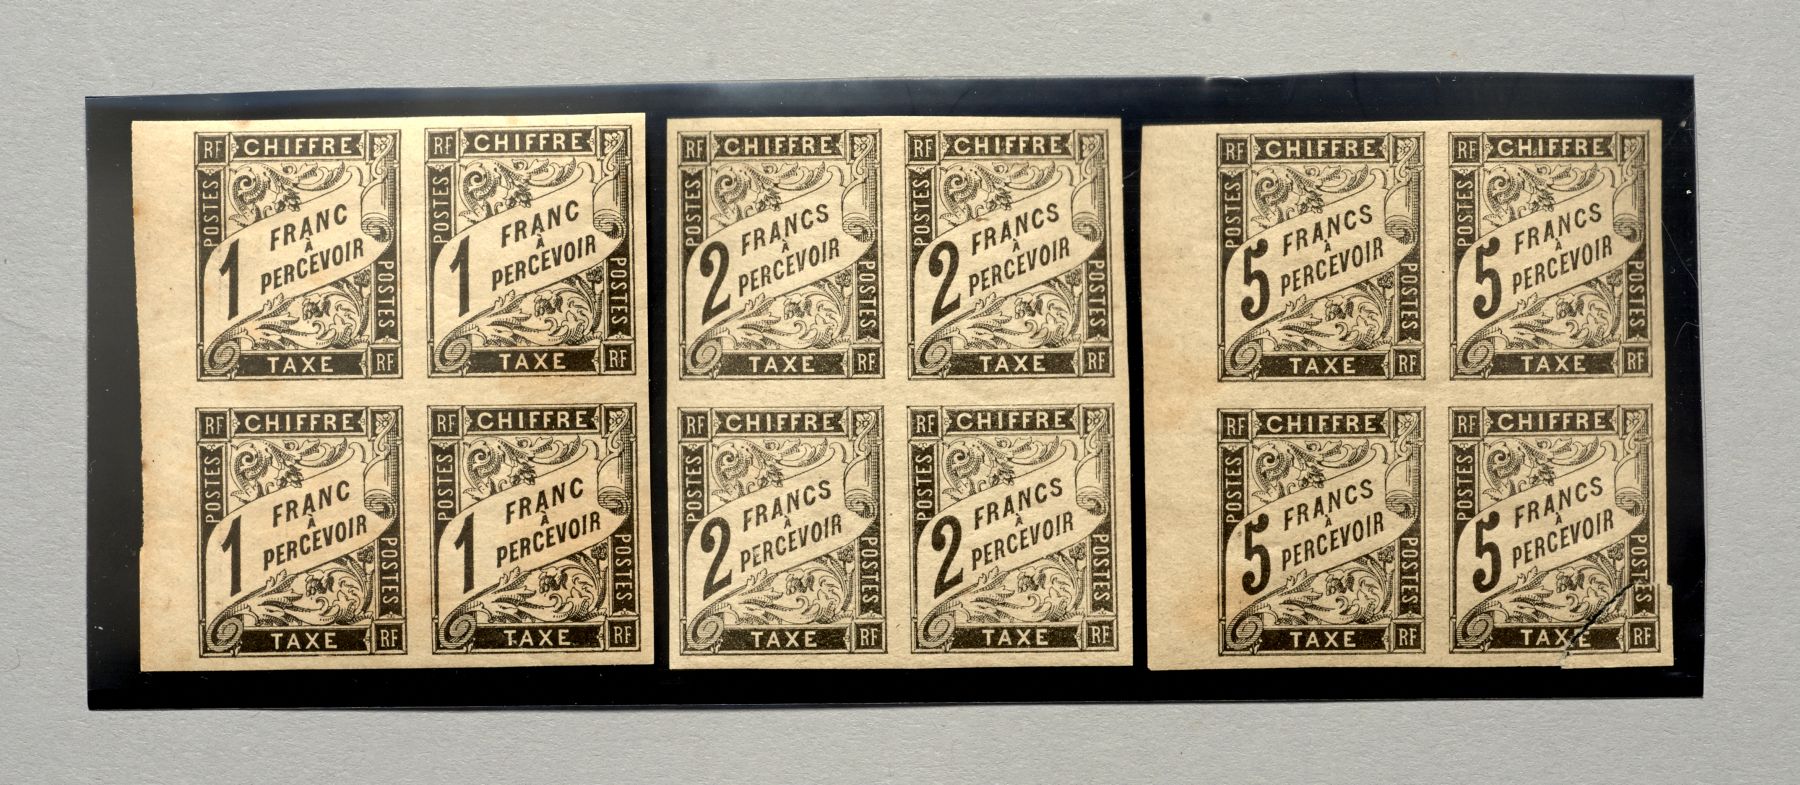 RF CHIFFRE
POSTES
1 FRANC
À
PERCEVOIR
POSTES
TAXE RF
RF CHIFFRE
POSTES
1 FRANC
À
PERCEVOIR
POSTES
TAXE RF
RF CHIFFRE
POSTES
2 FRANCS
À
PERCEVOIR
POSTES
TAXE RF
RF CHIFFRE
POSTES
2 FRANCS
À
PERCEVOIR
POSTES
TAXE RF
RF CHIFFRE
POSTES
5 FRANCS
À
PERCEVOIR
POSTES
TAXE RF
RF CHIFFRE
POSTES
5 FRANCS
À
PERCEVOIR
POSTES
TAXE RF
RF CHIFFRE
POSTES
1 FRANC
À
PERCEVOIR
POSTES
TAXE RF
RF CHIFFRE
POSTES
1 FRANC
À
PERCEVOIR
POSTES
TAXE RF
RF CHIFFRE
POSTES
2 FRANCS
À
PERCEVOIR
POSTES
TAXE RF
RF CHIFFRE
POSTES
2 FRANCS
À
PERCEVOIR
POSTES
TAXE RF
RF CHIFFRE
POSTES
5 FRANCS
À
PERCEVOIR
POSTES
TAXE RF
RF CHIFFRE
POSTES
5 FRANCS
À
PERCEVOIR
POSTES
TAXE RF